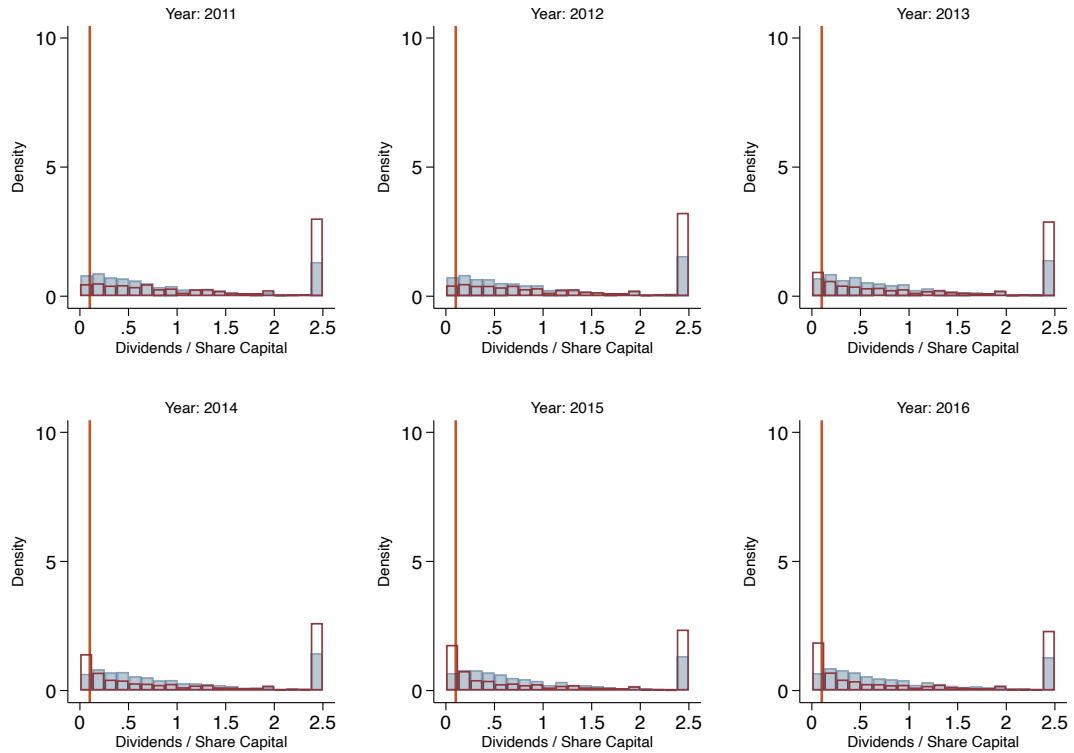 Year: 2011
Year: 2012
Year: 2013
10
5
0
Density
0 .5 1 1.5 2 2.5
Dividends / Share Capital
10
5
0
Density
0 .5 1 1.5 2 2.5
Dividends / Share Capital
10
5
0
Density
0 .5 1 1.5 2 2.5
Dividends / Share Capital
Year: 2014
Year: 2015
Year: 2016
10
5
0
Density
0 .5 1 1.5 2 2.5
Dividends / Share Capital
10
5
0
Density
0 .5 1 1.5 2 2.5
Dividends / Share Capital
10
5
0
Density
0 .5 1 1.5 2 2.5
Dividends / Share Capital